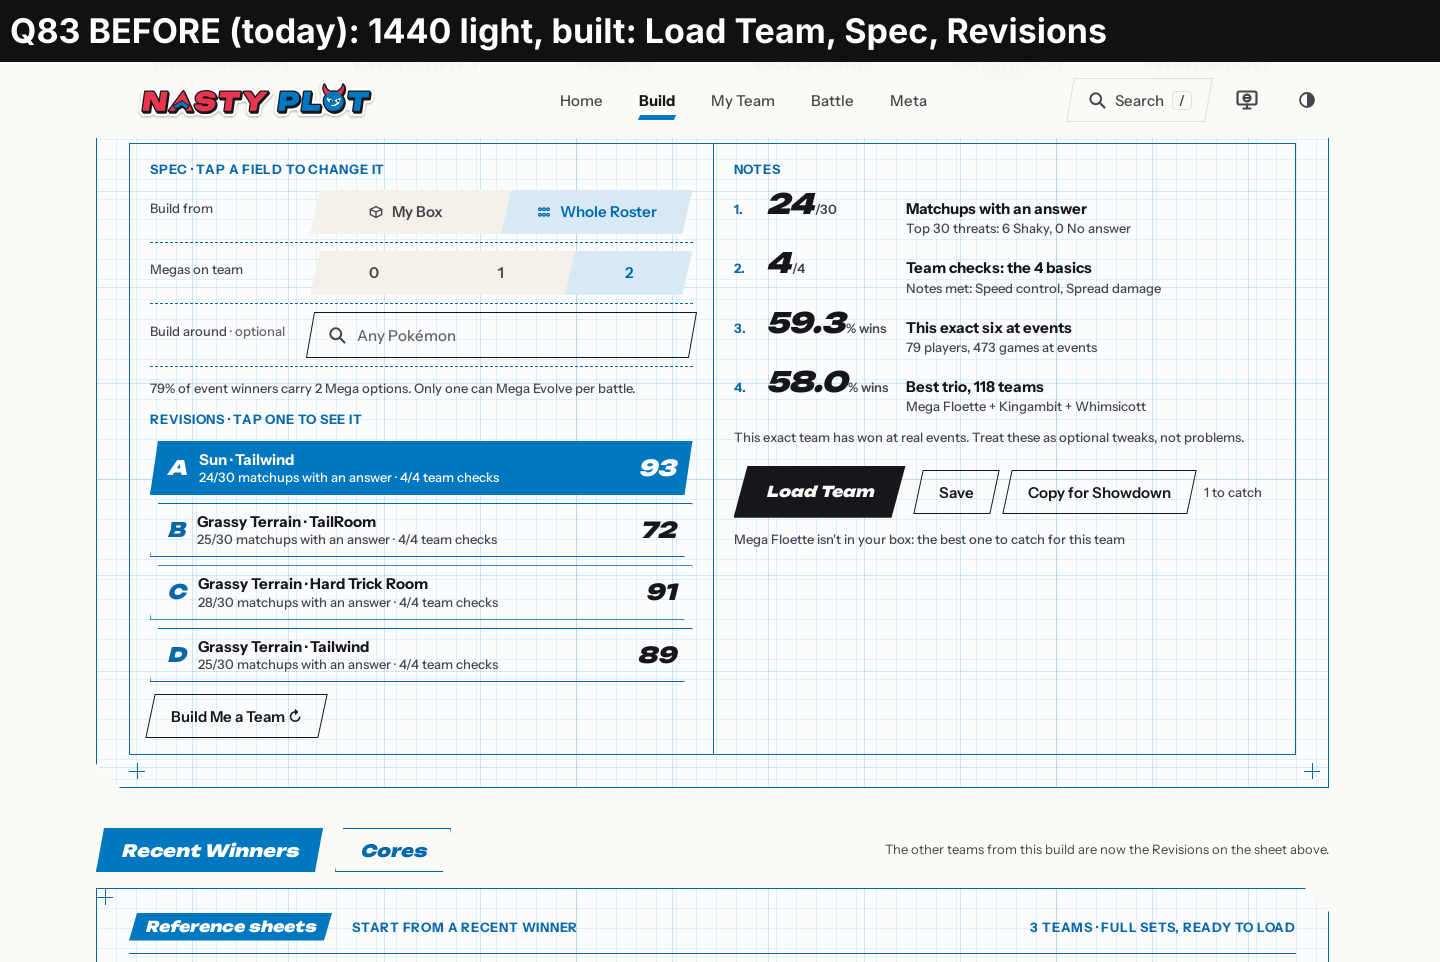 Q83 BEFORE (today): 1440 light, built: Load Team, Spec, Revisions
NASTY PLOT
Home
Build
My Team
Battle
Meta
Search /
SPEC · TAP A FIELD TO CHANGE IT
Build from
My Box
Whole Roster
Megas on team
0
1
2
Build around · optional
Any Pokémon
79% of event winners carry 2 Mega options. Only one can Mega Evolve per battle.
REVISIONS · TAP ONE TO SEE IT
A
Sun · Tailwind
24/30 matchups with an answer · 4/4 team checks
93
B
Grassy Terrain · TailRoom
25/30 matchups with an answer · 4/4 team checks
72
C
Grassy Terrain · Hard Trick Room
28/30 matchups with an answer · 4/4 team checks
91
D
Grassy Terrain · Tailwind
25/30 matchups with an answer · 4/4 team checks
89
Build Me a Team
NOTES
1.
24/30
Matchups with an answer
Top 30 threats: 6 Shaky, 0 No answer
2.
4/4
Team checks: the 4 basics
Notes met: Speed control, Spread damage
3.
59.3% wins
This exact six at events
79 players, 473 games at events
4.
58.0% wins
Best trio, 118 teams
Mega Floette + Kingambit + Whimsicott
This exact team has won at real events. Treat these as optional tweaks, not problems.
Load Team
Save
Copy for Showdown
1 to catch
Mega Floette isn't in your box: the best one to catch for this team
Recent Winners
Cores
The other teams from this build are now the Revisions on the sheet above.
Reference sheets
START FROM A RECENT WINNER
3 TEAMS · FULL SETS, READY TO LOAD